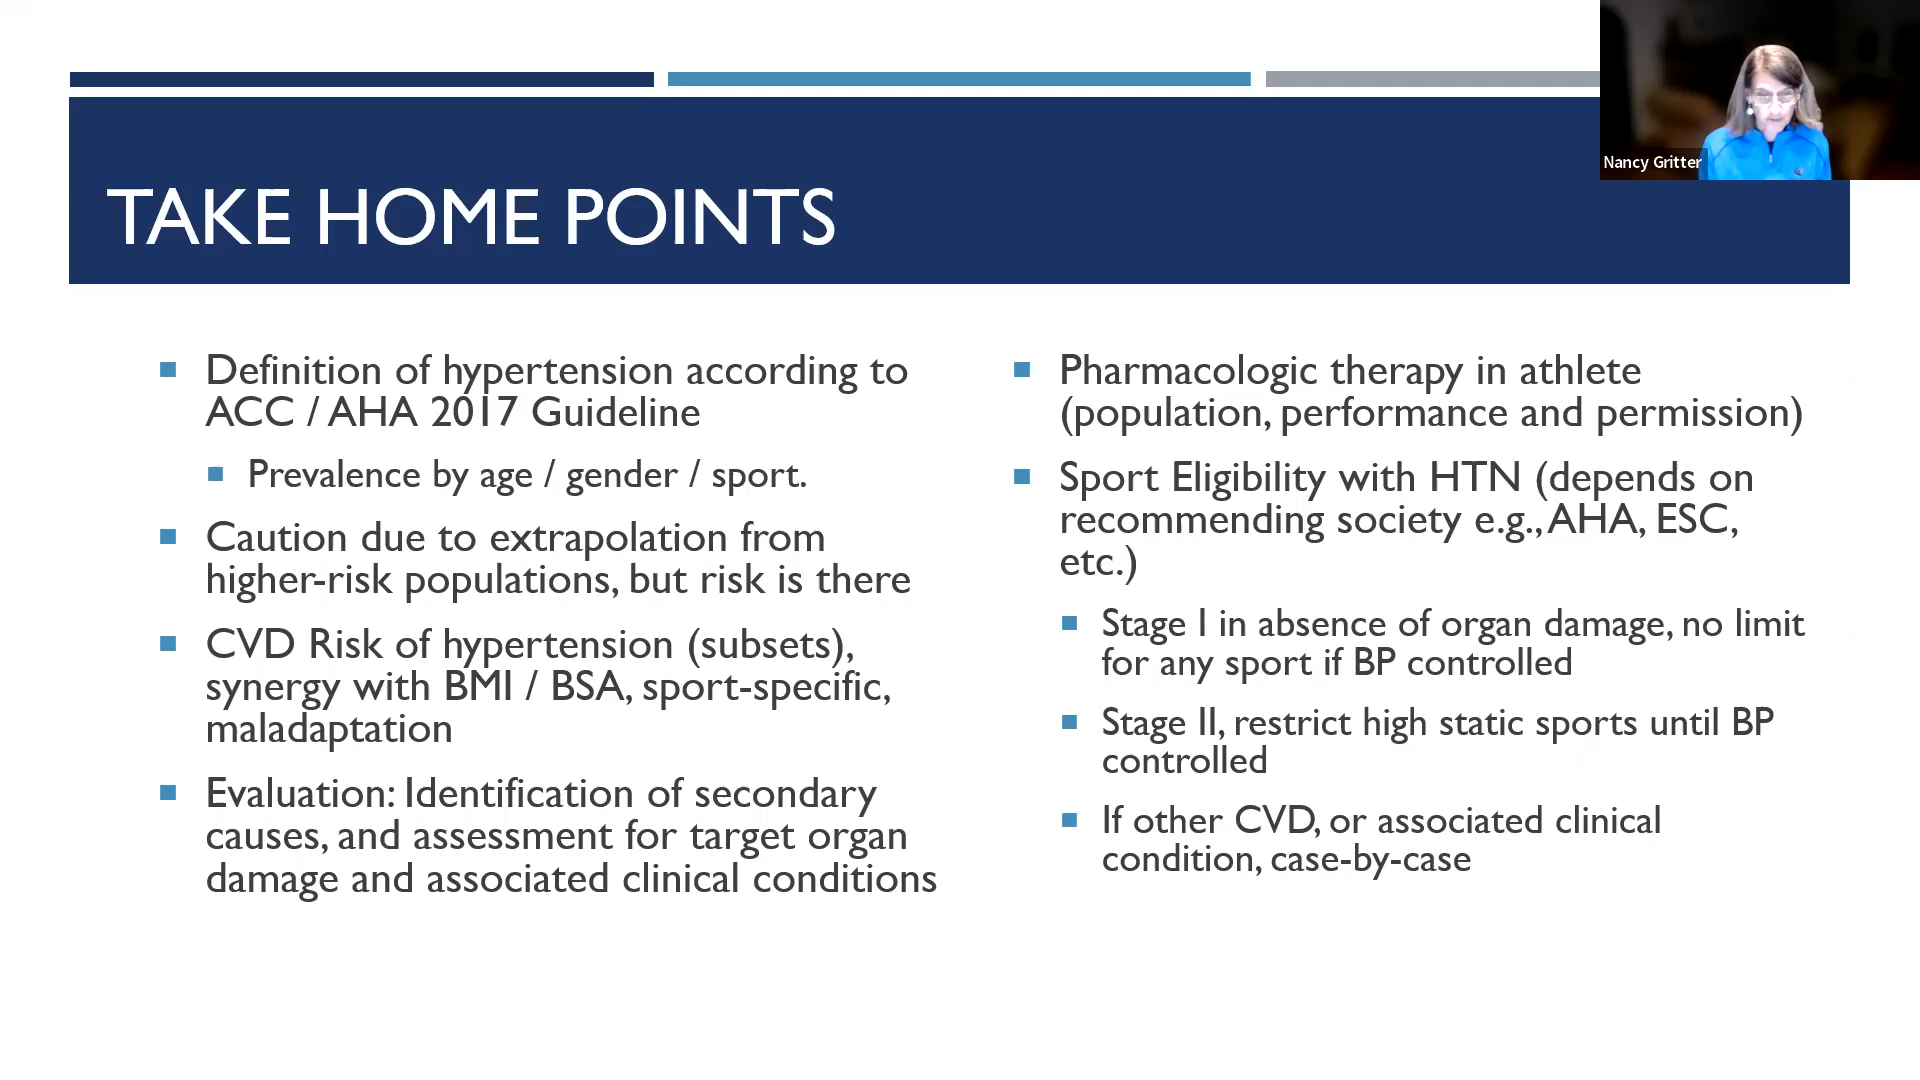 Nancy Gritter
TAKE HOME POINTS
Definition of hypertension according to
ACC / AHA 2017 Guideline
Prevalence by age / gender / sport.
Caution due to extrapolation from
higher-risk populations, but risk is there
CVD Risk of hypertension (subsets),
synergy with BMI / BSA, sport-specific,
maladaptation
Evaluation: Identification of secondary
causes, and assessment for target organ
damage and associated clinical conditions
Pharmacologic therapy in athlete
(population, performance and permission)
Sport Eligibility with HTN (depends on
recommending society e.g., AHA, ESC,
etc.)
Stage I in absence of organ damage, no limit
for any sport if BP controlled
Stage II, restrict high static sports until BP
controlled
If other CVD, or associated clinical
condition, case-by-case